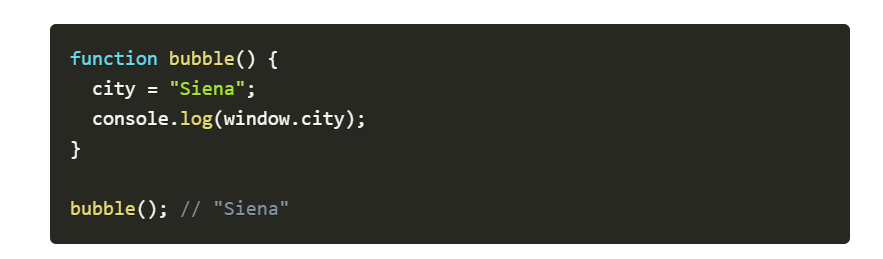 function bubble() {
  city = "Siena";
  console.log(window.city);
}
bubble(); // "Siena"